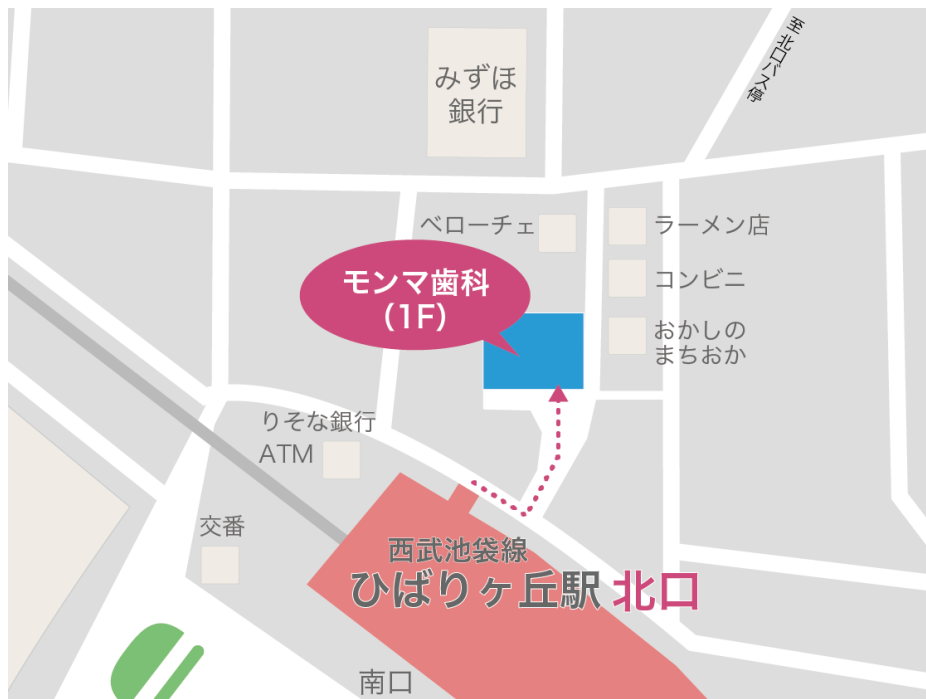 至 北口バス停
みずほ
銀行
ベローチェ
ラーメン店
モンマ歯科
(1F)
コンビニ
おかしの
まちおか
りそな銀行
ATM
交番
西武池袋線
ひばりヶ丘駅 北口
南口